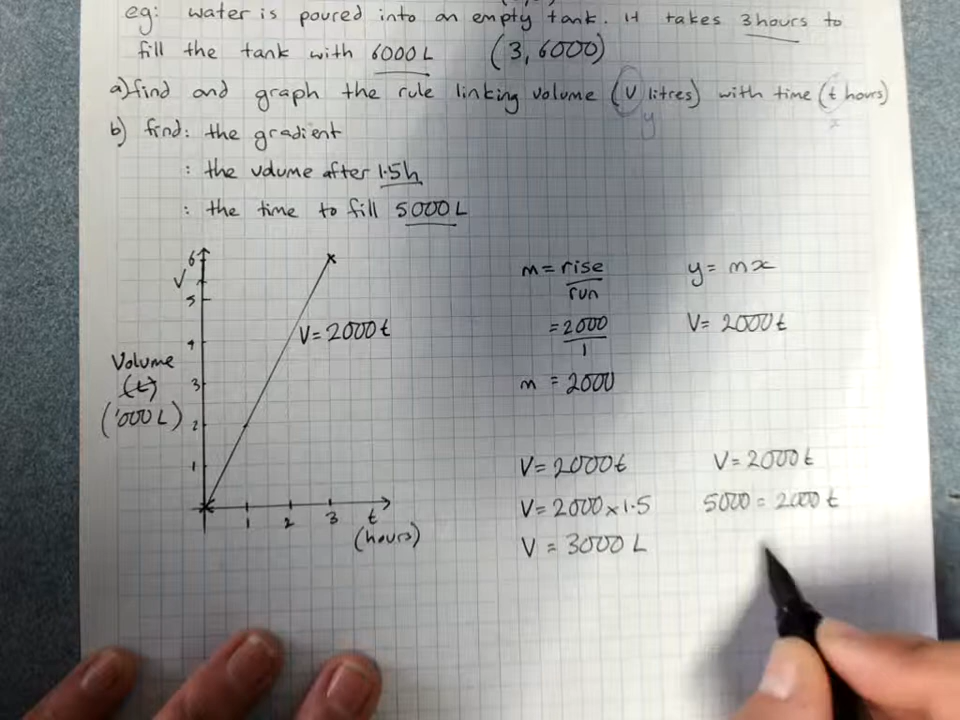 eg: water is poured into an empty tank. It takes 3 hours to
fill the tank with 6000 L (3, 6000)
a) find and graph the rule linking volume (V litres) with time (t hours)
y x
b) find: the gradient
: the volume after 1.5h
: the time to fill 5000 L
6
V
5
4
3
2
1
Volume
(t)
('000 L)
V = 2000t
1 2 3 t
(hours)
m = rise
run
= 2000
1
m = 2000
y = mx
V = 2000t
V = 2000t
V = 2000 x 1.5
V = 3000 L
V = 2000t
5000 = 2000 t